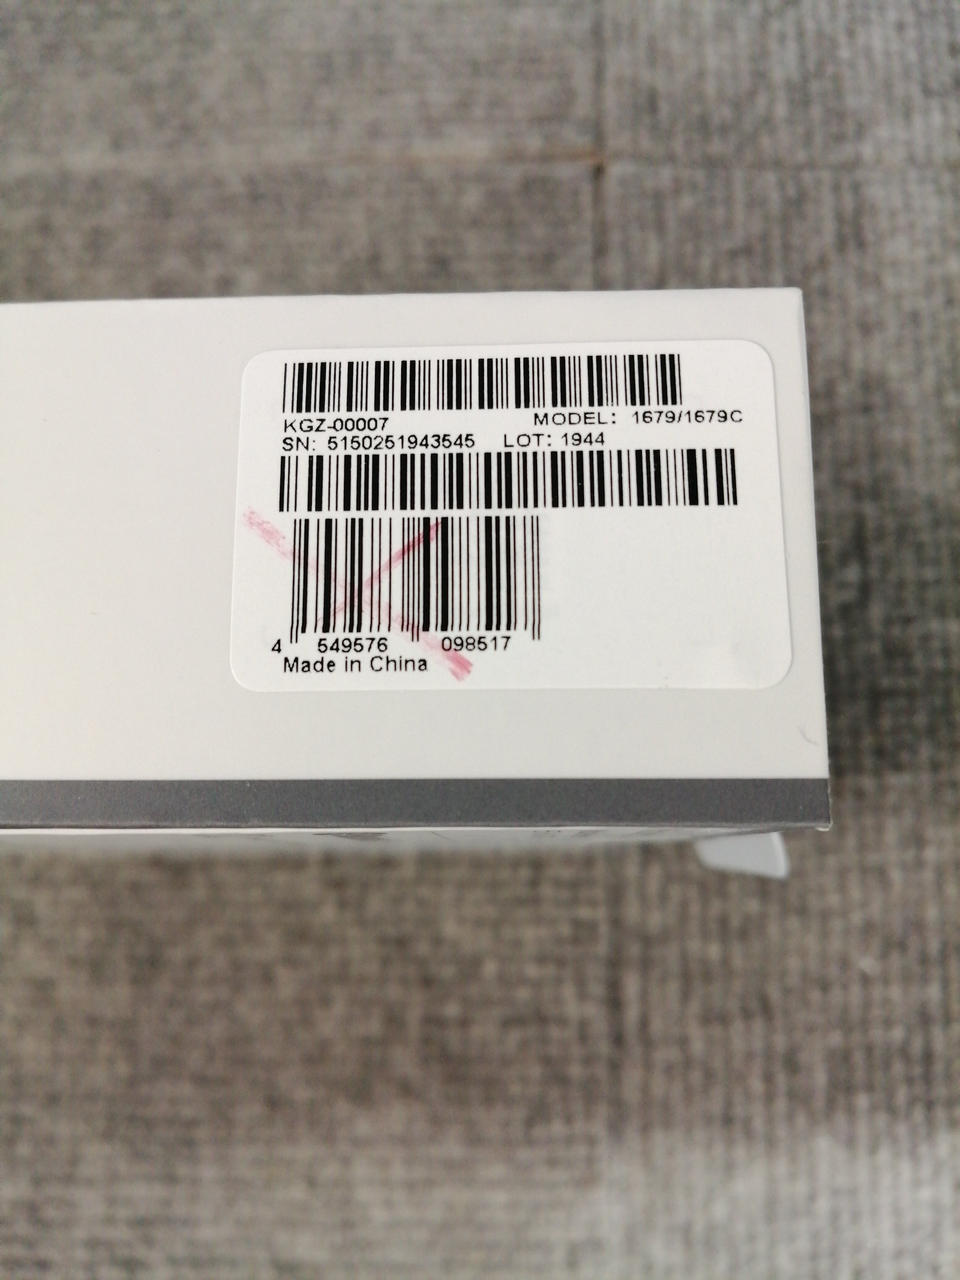 KGZ-00007 MODEL: 1679/1679C
SN: 5150251943545 LOT: 1944
4 549576 098517
Made in China